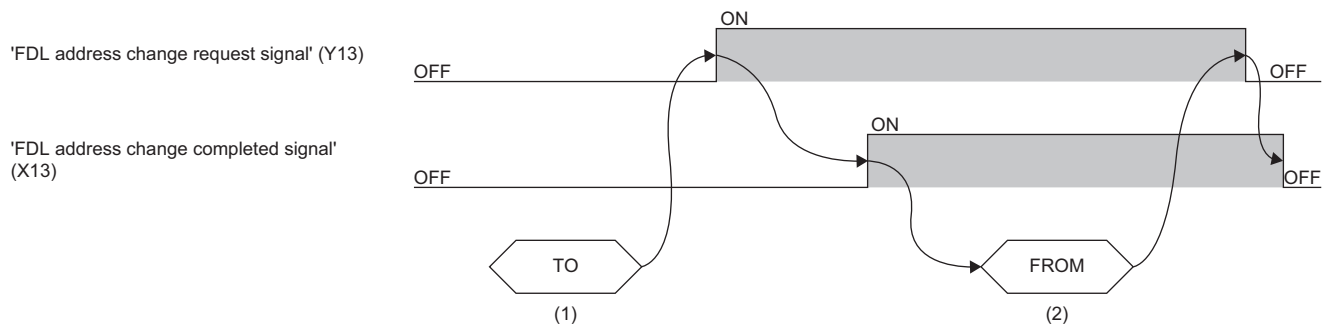 ON
'FDL address change request signal' (Y13)
OFF
OFF
ON
'FDL address change completed signal'
(X13)
OFF
OFF
TO
FROM
(1)
(2)